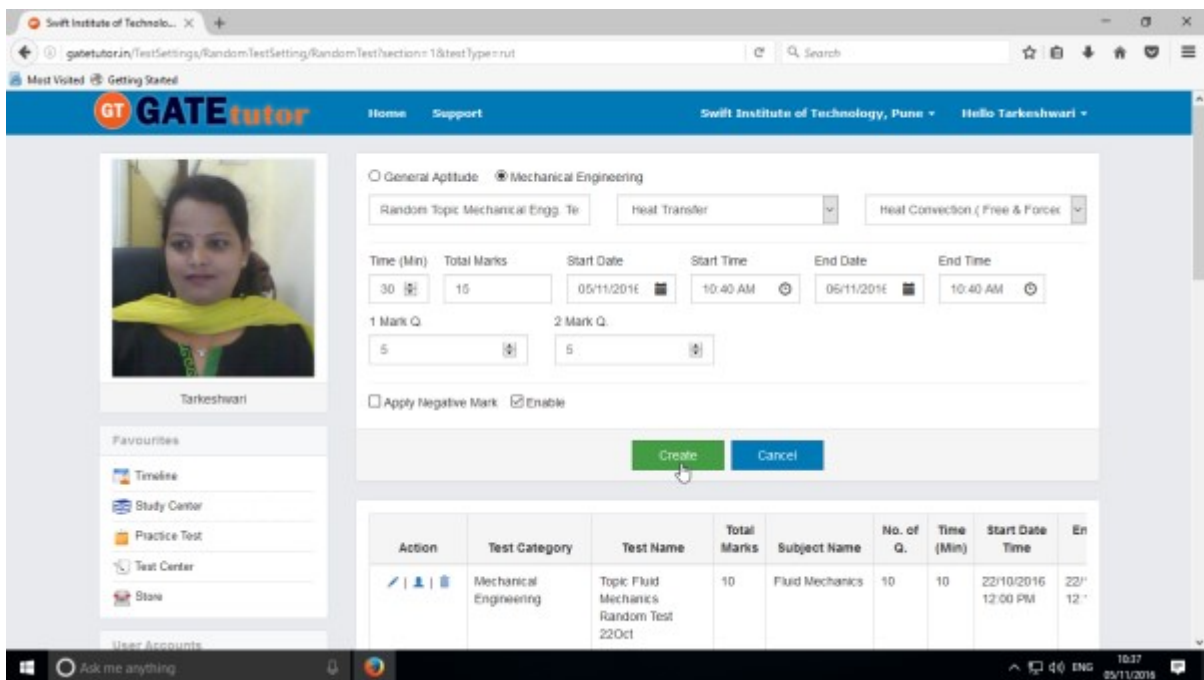 Swift Institute of Technolo...
gatetutor.in/TestSettings/RandomTestSetting/RandomTest?section=1&testType=rut
Search
Most Visited Getting Started
GT GATEtutor
Home Support Swift Institute of Technology, Pune Hello Tarkeshwari
General Aptitude Mechanical Engineering
Random Topic Mechanical Engg. Te Heat Transfer Heat Convection ( Free & Forced
Time (Min) Total Marks Start Date Start Time End Date End Time
30 15 05/11/2016 10:40 AM 06/11/2016 10:40 AM
1 Mark Q. 2 Mark Q.
5 5
Tarkeshwari
Apply Negative Mark Enable
Create Cancel
Favourites
Timeline
Study Center
Practice Test
Test Center
Store
User Accounts
Action Test Category Test Name Total Marks Subject Name No. of Q. Time (Min) Start Date Time En
Mechanical Engineering Topic Fluid Mechanics Random Test 22Oct 10 Fluid Mechanics 10 10 22/10/2016 12:00 PM
Ask me anything
ENG
10:37
05/11/2016